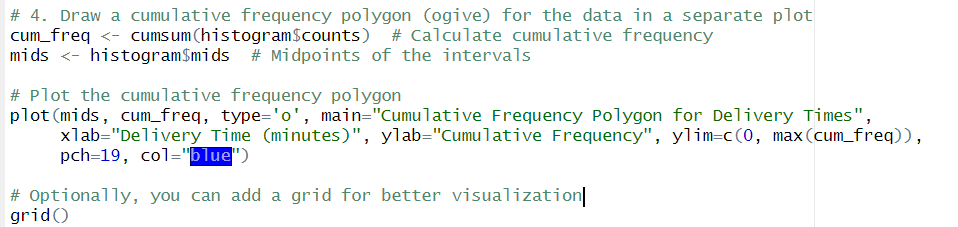 # 4. Draw a cumulative frequency polygon (ogive) for the data in a separate plot
cum_freq <- cumsum(histogram$counts)  # Calculate cumulative frequency
mids <- histogram$mids  # Midpoints of the intervals
# Plot the cumulative frequency polygon
plot(mids, cum_freq, type='o', main="Cumulative Frequency Polygon for Delivery Times",
     xlab="Delivery Time (minutes)", ylab="Cumulative Frequency", ylim=c(0, max(cum_freq)),
     pch=19, col="blue")
# Optionally, you can add a grid for better visualization
grid()